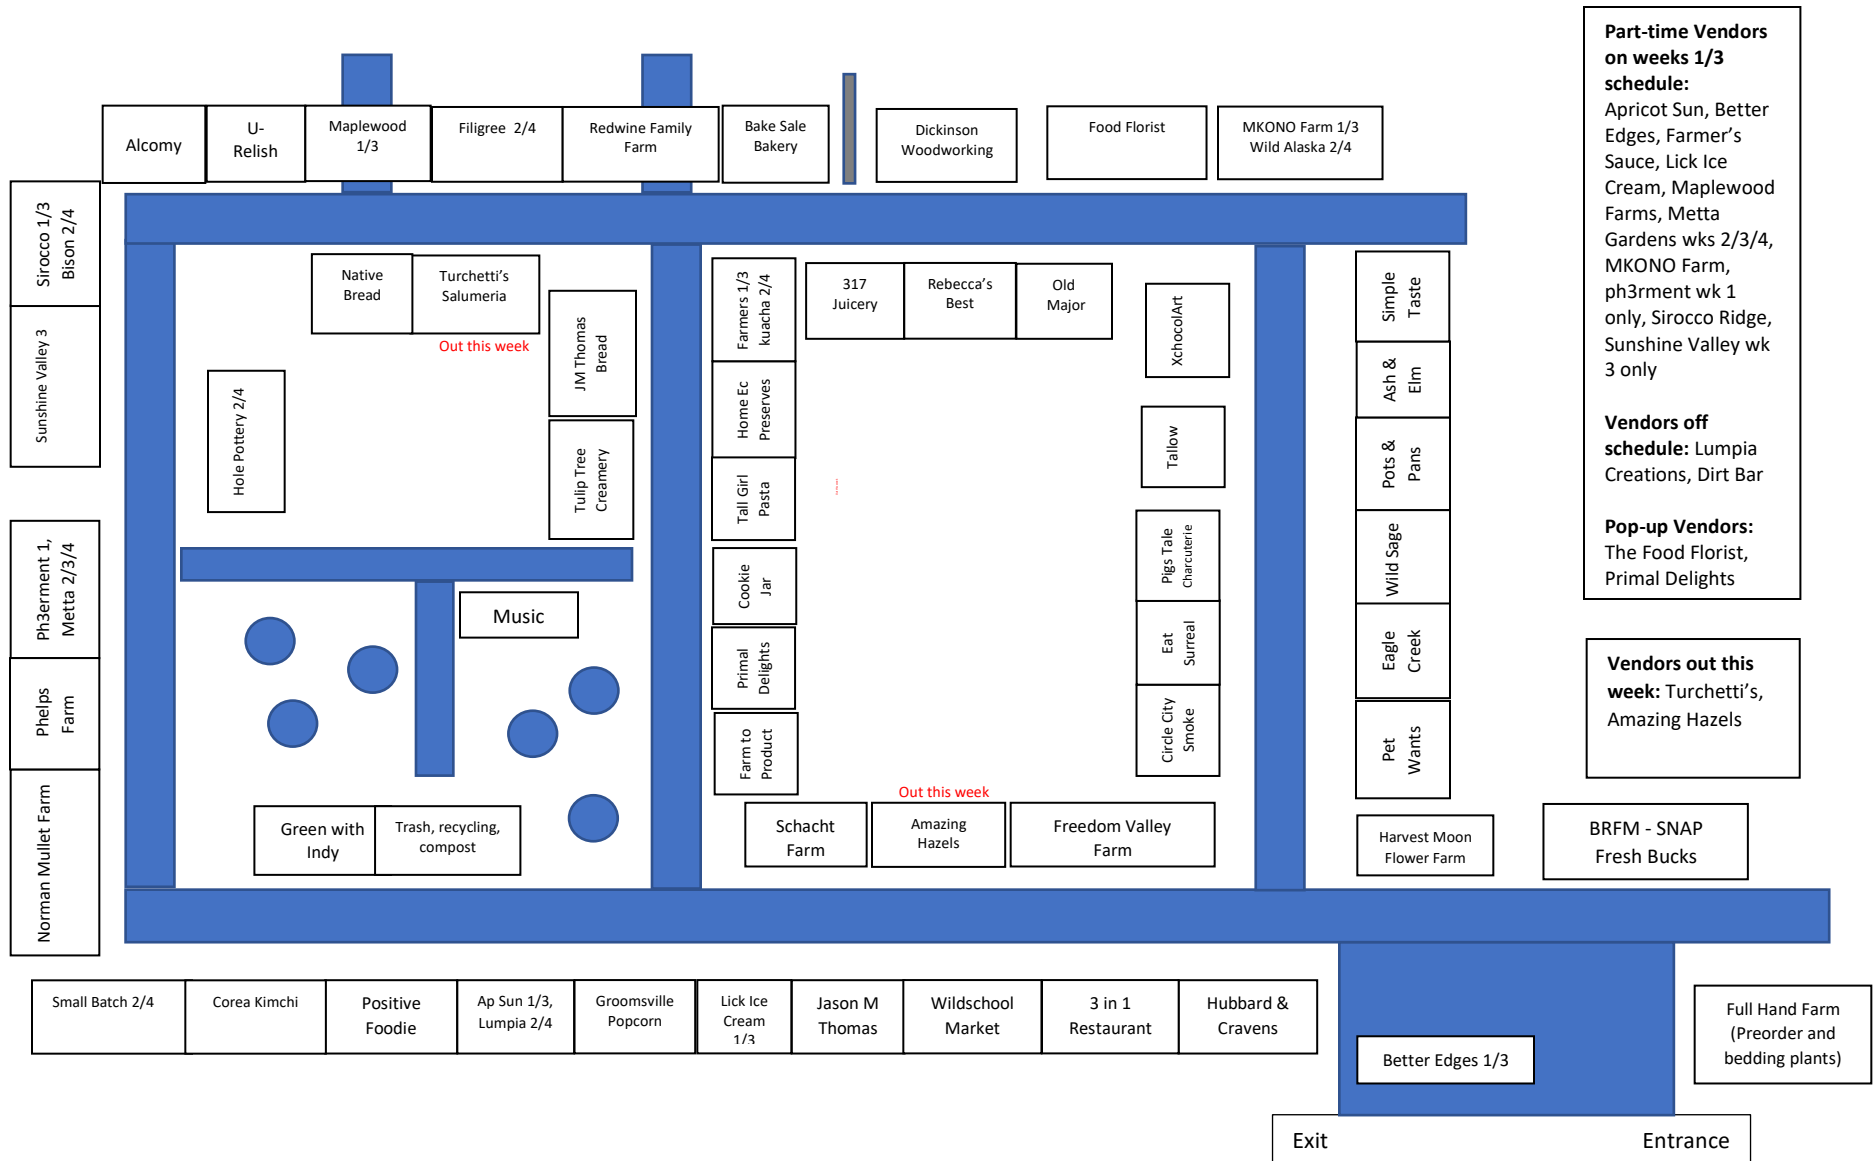 Part-time Vendors
on weeks 1/3
schedule:
Apricot Sun, Better
Edges, Farmer's
Sauce, Lick Ice
Cream, Maplewood
Farms, Metta
Gardens wks 2/3/4,
MKONO Farm,
ph3rment wk 1
only, Sirocco Ridge,
Sunshine Valley wk
3 only
Vendors off
schedule: Lumpia
Creations, Dirt Bar
Pop-up Vendors:
The Food Florist,
Primal Delights
Vendors out this
week: Turchetti's,
Amazing Hazels
Alcomy
U-
Relish
Maplewood
1/3
Filigree 2/4
Redwine Family
Farm
Bake Sale
Bakery
Dickinson
Woodworking
Food Florist
MKONO Farm 1/3
Wild Alaska 2/4
Sirocco 1/3
Bison 2/4
Sunshine Valley 3
Ph3erment 1,
Metta 2/3/4
Phelps
Farm
Norman Mullet Farm
Native
Bread
Turchetti's
Salumeria
Out this week
JM Thomas
Bread
Tulip Tree
Creamery
Hole Pottery 2/4
Music
Green with
Indy
Trash, recycling,
compost
Farmers 1/3
kuacha 2/4
Home Ec
Preserves
Tall Girl
Pasta
Cookie
Jar
Primal
Delights
Farm to
Product
317
Juicery
Rebecca's
Best
Old
Major
XchocolArt
Tallow
Pigs Tale
Charcuterie
Eat
Surreal
Circle City
Smoke
Out this week
Schacht
Farm
Amazing
Hazels
Freedom Valley
Farm
Simple
Taste
Ash &
Elm
Pots &
Pans
Wild Sage
Eagle
Creek
Pet
Wants
Harvest Moon
Flower Farm
BRFM - SNAP
Fresh Bucks
Small Batch 2/4
Corea Kimchi
Positive
Foodie
Ap Sun 1/3,
Lumpia 2/4
Groomsville
Popcorn
Lick Ice
Cream
1/3
Jason M
Thomas
Wildschool
Market
3 in 1
Restaurant
Hubbard &
Cravens
Better Edges 1/3
Full Hand Farm
(Preorder and
bedding plants)
Exit
Entrance